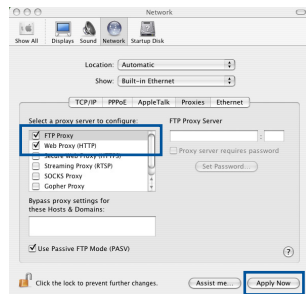 Network
Show All Displays Sound Network Startup Disk
Location: Automatic
Show: Built-in Ethernet
TCP/IP PPPoE AppleTalk Proxies Ethernet
Select a proxy server to configure:
FTP Proxy Server
FTP Proxy
Web Proxy (HTTP)
:
Secure Web Proxy (HTTPS)
Proxy server requires password
Streaming Proxy (RTSP)
Set Password...
SOCKS Proxy
Gopher Proxy
Bypass proxy settings for
these Hosts & Domains:
Use Passive FTP Mode (PASV)
?
Click the lock to prevent further changes.
Assist me...
Apply Now